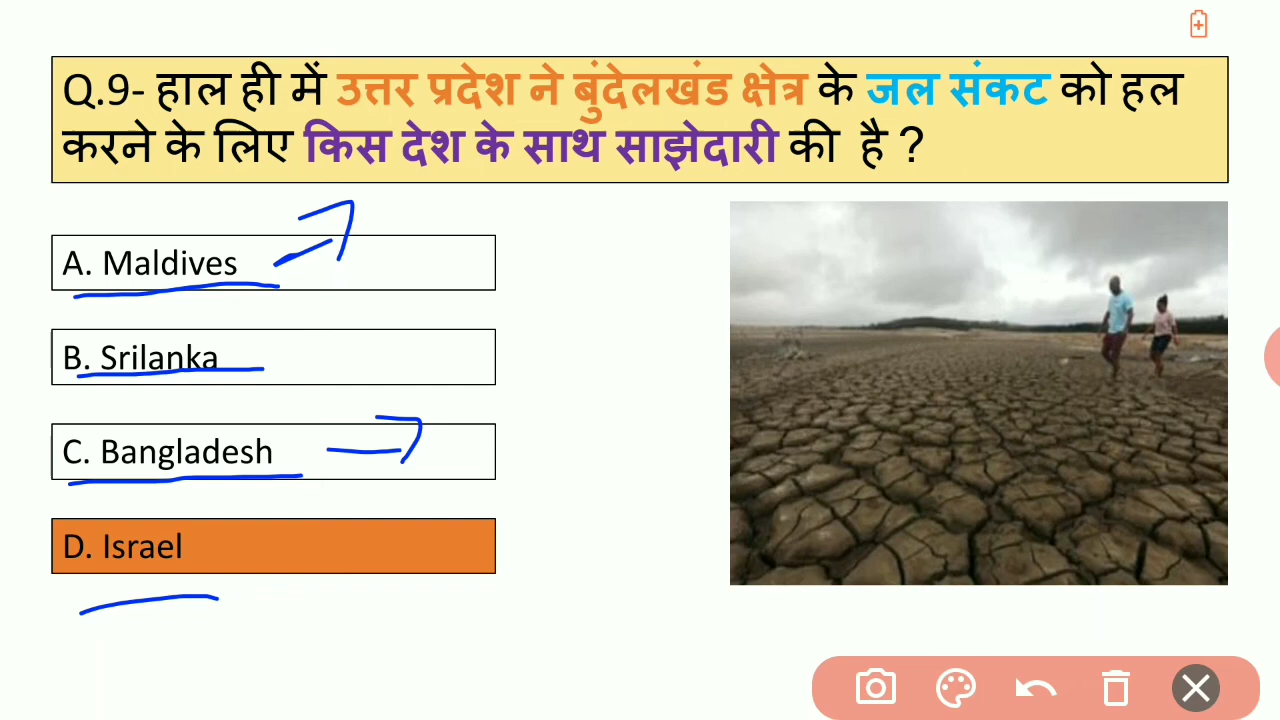 Q.9- हाल ही में उत्तर प्रदेश ने बुंदेलखंड क्षेत्र के जल संकट को हल
करने के लिए किस देश के साथ साझेदारी की है ?
A. Maldives
B. Srilanka
C. Bangladesh
D. Israel